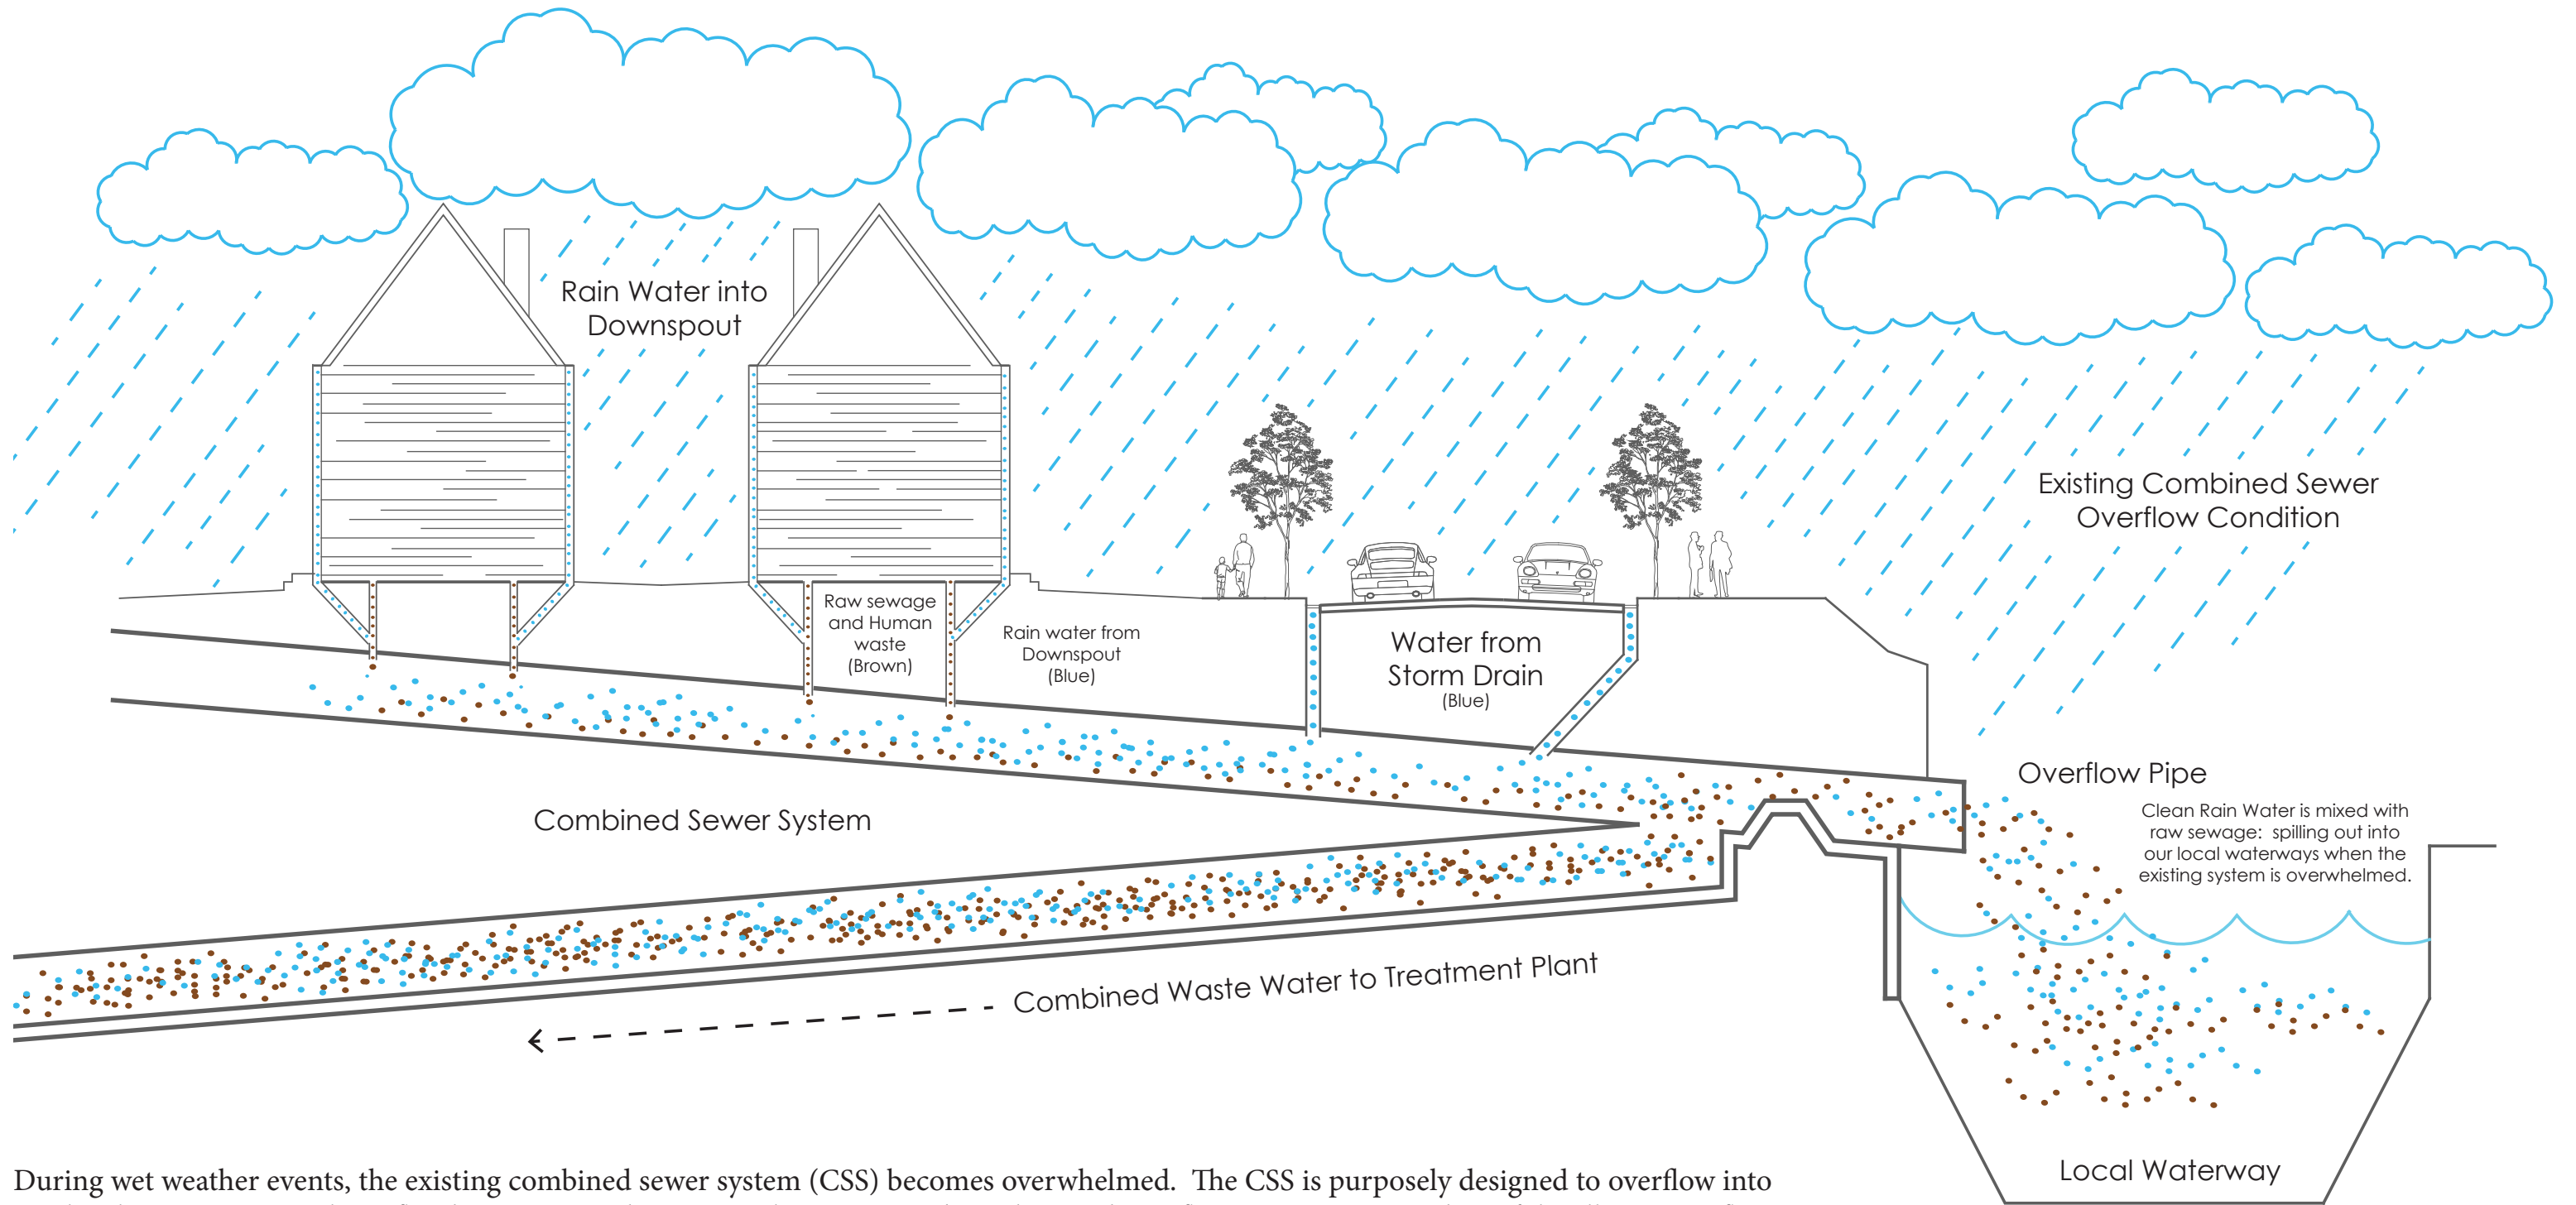 Rain Water into
Downspout
Existing Combined Sewer
Overflow Condition
Raw sewage
and Human
waste
(Brown)
Rain water from
Downspout
(Blue)
Water from
Storm Drain
(Blue)
Overflow Pipe
Clean Rain Water is mixed with
raw sewage: spilling out into
our local waterways when the
existing system is overwhelmed.
Combined Sewer System
Combined Waste Water to Treatment Plant
Local Waterway
During wet weather events, the existing combined sewer system (CSS) becomes overwhelmed. The CSS is purposely designed to overflow into